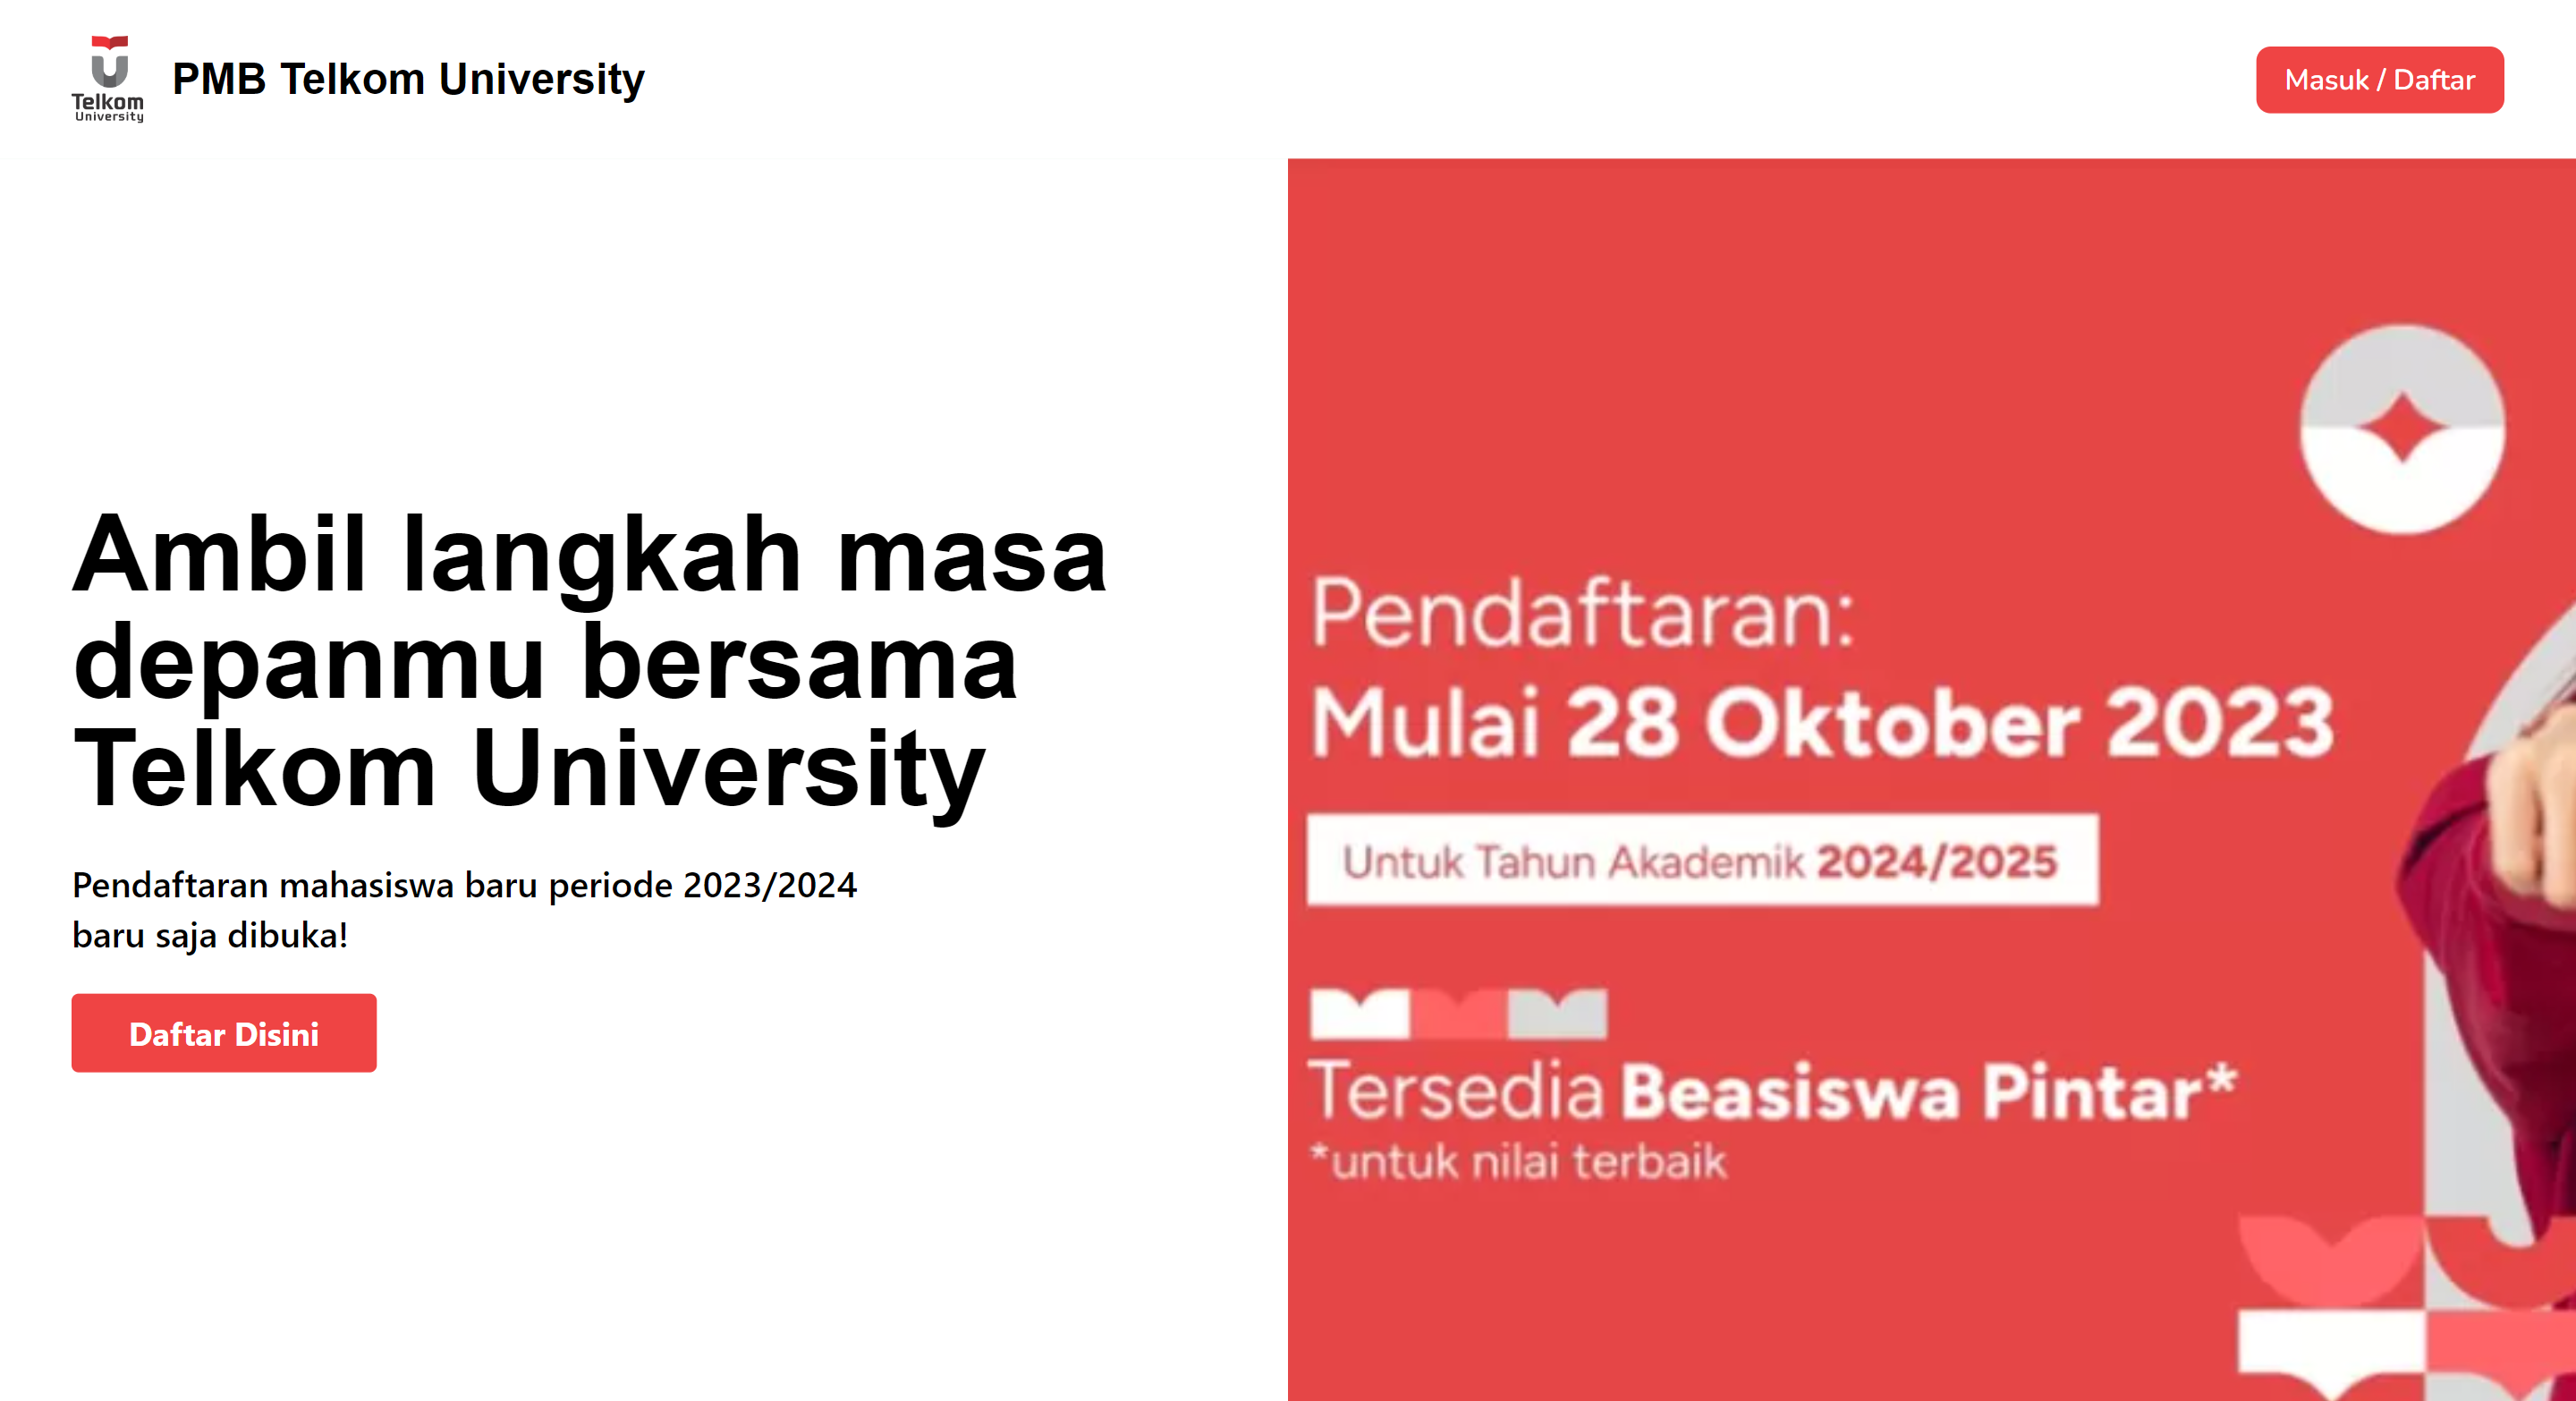 Telkom
University
PMB Telkom University
Masuk / Daftar
Ambil langkah masa
depanmu bersama
Telkom University
Pendaftaran mahasiswa baru periode 2023/2024
baru saja dibuka!
Daftar Disini
Pendaftaran:
Mulai 28 Oktober 2023
Untuk Tahun Akademik 2024/2025
Tersedia Beasiswa Pintar*
*untuk nilai terbaik